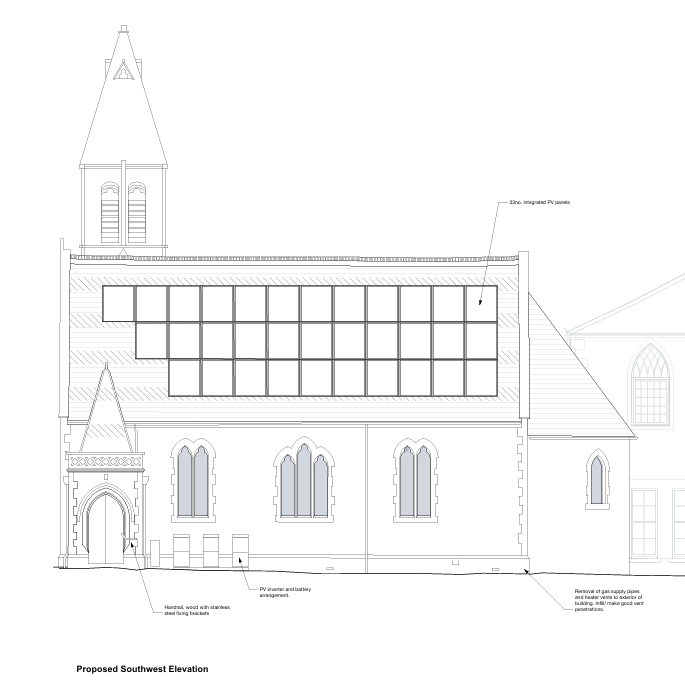 33no. integrated PV panels
PV inverter and battery
arrangement.
Removal of gas supply pipes
and heater vents to exterior of
building. Infill/ make good vent
penetrations.
Handrail, wood with stainless
steel fixing brackets
Proposed Southwest Elevation